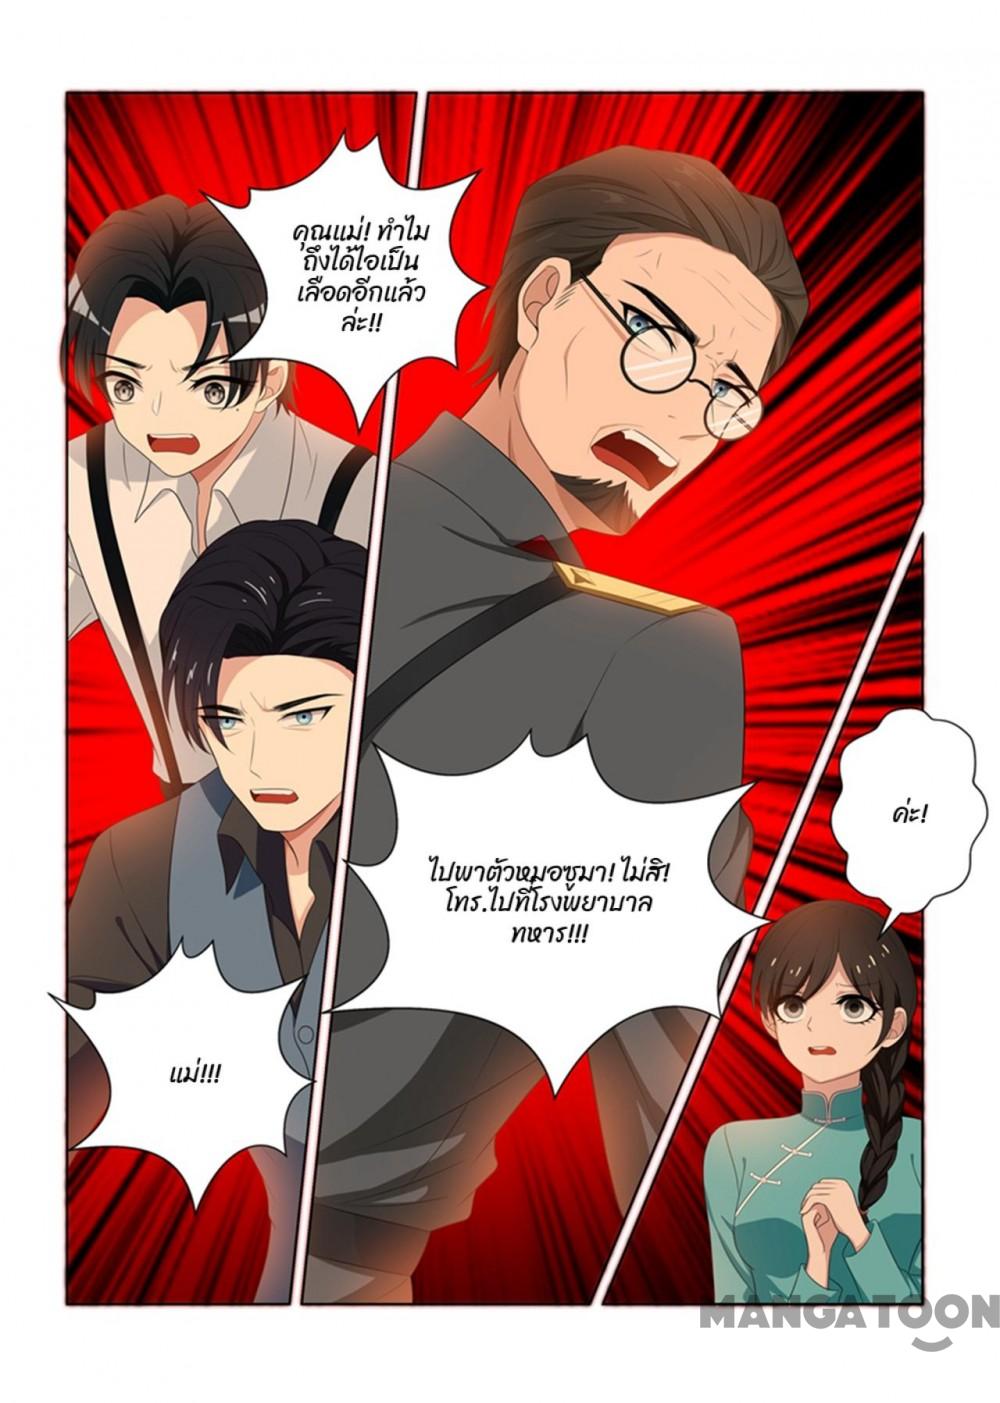 คุณแม่! ทำไม
ถึงได้ไอเป็น
เลือดอีกแล้ว
ล่ะ!!
ไปพาตัวหมอซูมา! ไม่สิ!
โทร.ไปที่โรงพยาบาล
ทหาร!!!
ค่ะ!
แม่!!!
MANGATOON